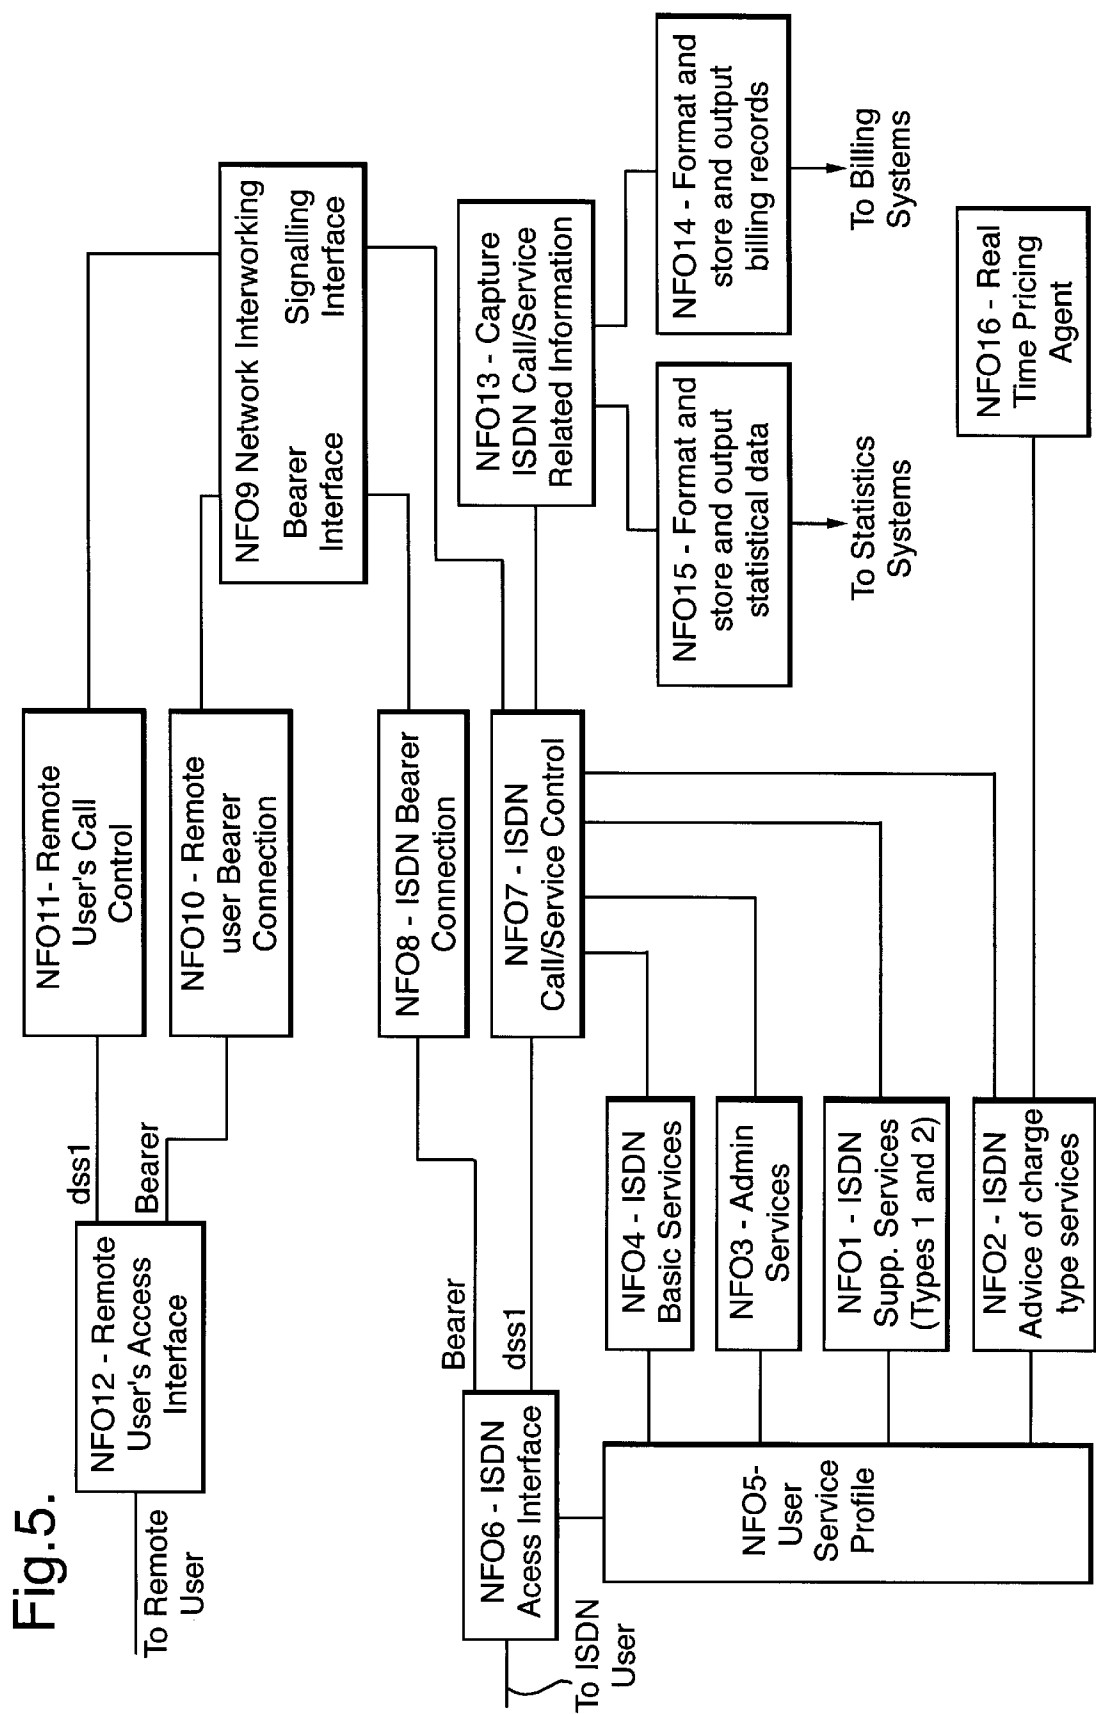 Fig.5.
To Remote
User
NFO12 - Remote
User's Access
Interface
dss1
Bearer
NFO11- Remote
User's Call
Control
NFO10 - Remote
user Bearer
Connection
NFO9 Network Interworking
Bearer
Interface
Signalling
Interface
To ISDN
User
NFO6 - ISDN
Acess Interface
Bearer
dss1
NFO8 - ISDN Bearer
Connection
NFO7 - ISDN
Call/Service Control
NFO13 - Capture
ISDN Call/Service
Related Information
NFO5-
User
Service
Profile
NFO4 - ISDN
Basic Services
NFO3 - Admin
Services
NFO1 - ISDN
Supp. Services
(Types 1 and 2)
NFO2 - ISDN
Advice of charge
type services
NFO15 - Format and
store and output
statistical data
To Statistics
Systems
NFO14 - Format and
store and output
billing records
To Billing
Systems
NFO16 - Real
Time Pricing
Agent